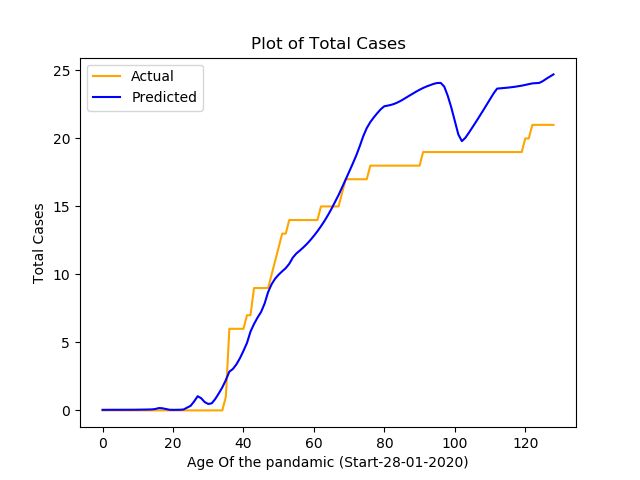 Plot of Total Cases
Actual
Predicted
Total Cases
25
20
15
10
5
0
0 20 40 60 80 100 120
Age Of the pandamic (Start-28-01-2020)